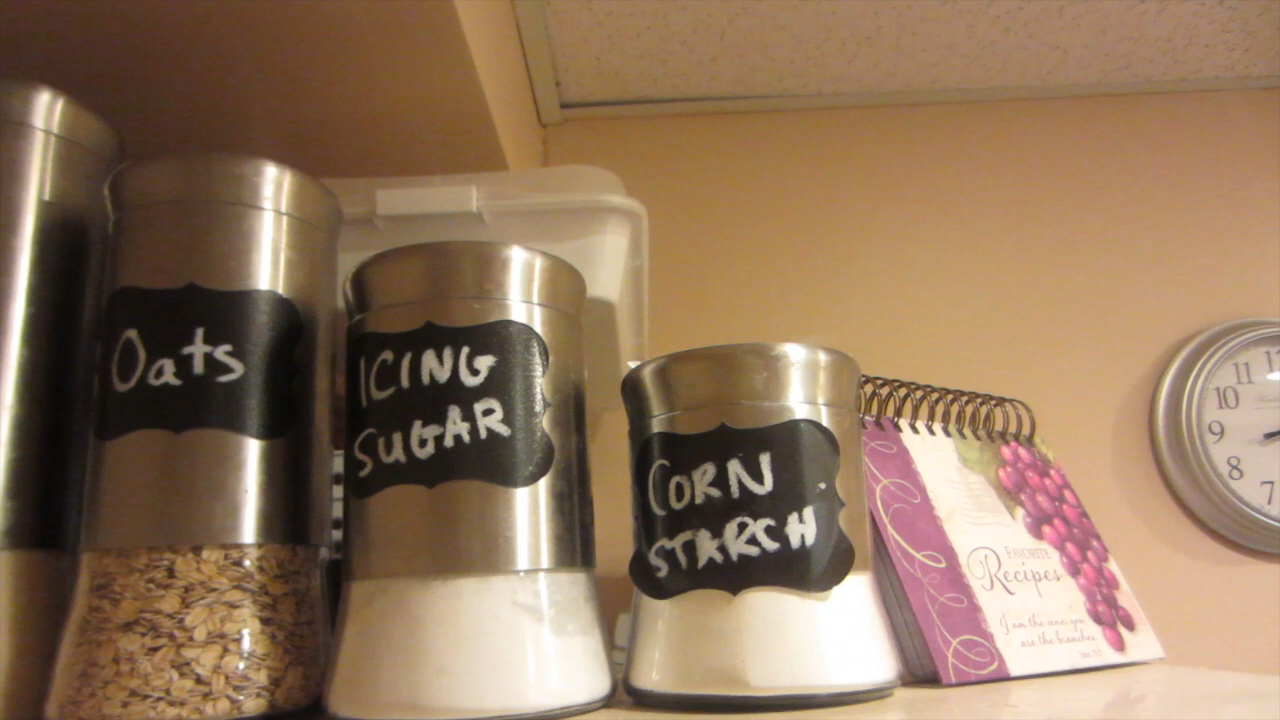 Oats
ICING
SUGAR
CORN
STARCH
FAVORITE
Recipes
I am the vine; you
are the branches
11
10
9
8
7